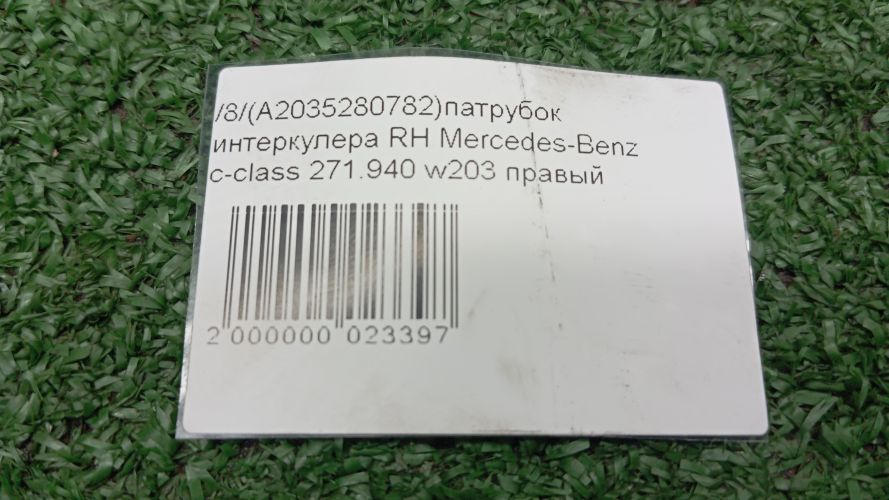 /8/(A2035280782)патрубок
интеркулера RH Mercedes-Benz
c-class 271.940 w203 правый
2 000000 023397